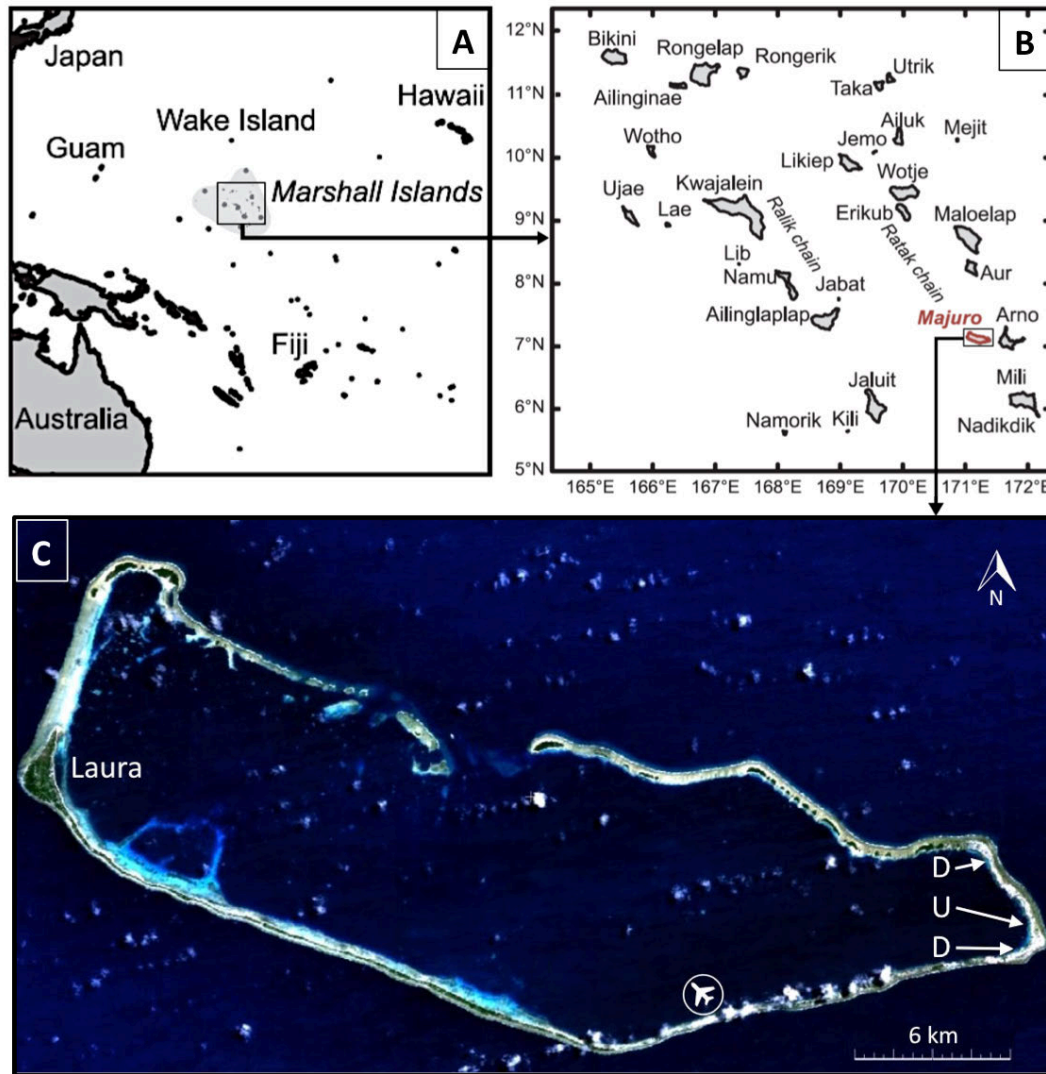 A
Japan
Hawaii
Wake Island
Guam
Marshall Islands
Fiji
Australia
B
12°N
11°N
10°N
9°N
8°N
7°N
6°N
5°N
165°E 166°E 167°E 168°E 169°E 170°E 171°E 172°E
Bikini
Rongelap
Rongerik
Utrik
Ailinginae
Taka
Wotho
Ailuk
Jemo
Mejit
Likiep
Wotje
Ujae
Kwajalein
Lae
Erikub
Maloelap
Ralik chain
Ratak chain
Lib
Namu
Jabat
Aur
Ailinglaplap
Majuro
Arno
Jaluit
Mili
Namorik
Kili
Nadikdik
C
N
Laura
D
U
D
6 km